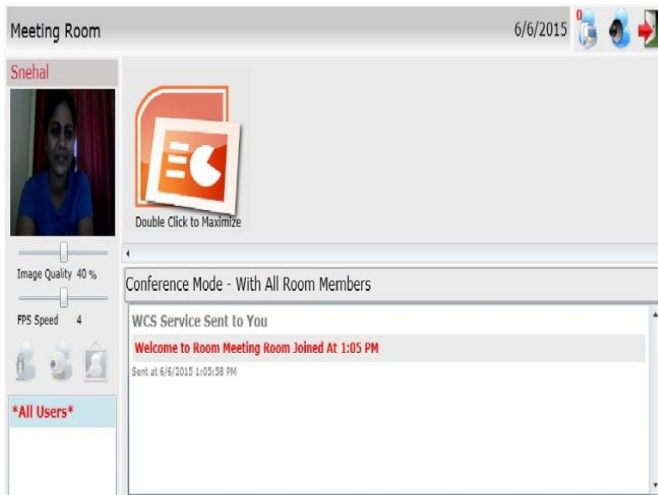 Meeting Room
6/6/2015
0
Snehal
Double Click to Maximize
Image Quality 40 %
FPS Speed 4
*All Users*
Conference Mode - With All Room Members
WCS Service Sent to You
Welcome to Room Meeting Room Joined At 1:05 PM
Sent at 6/6/2015 1:05:58 PM